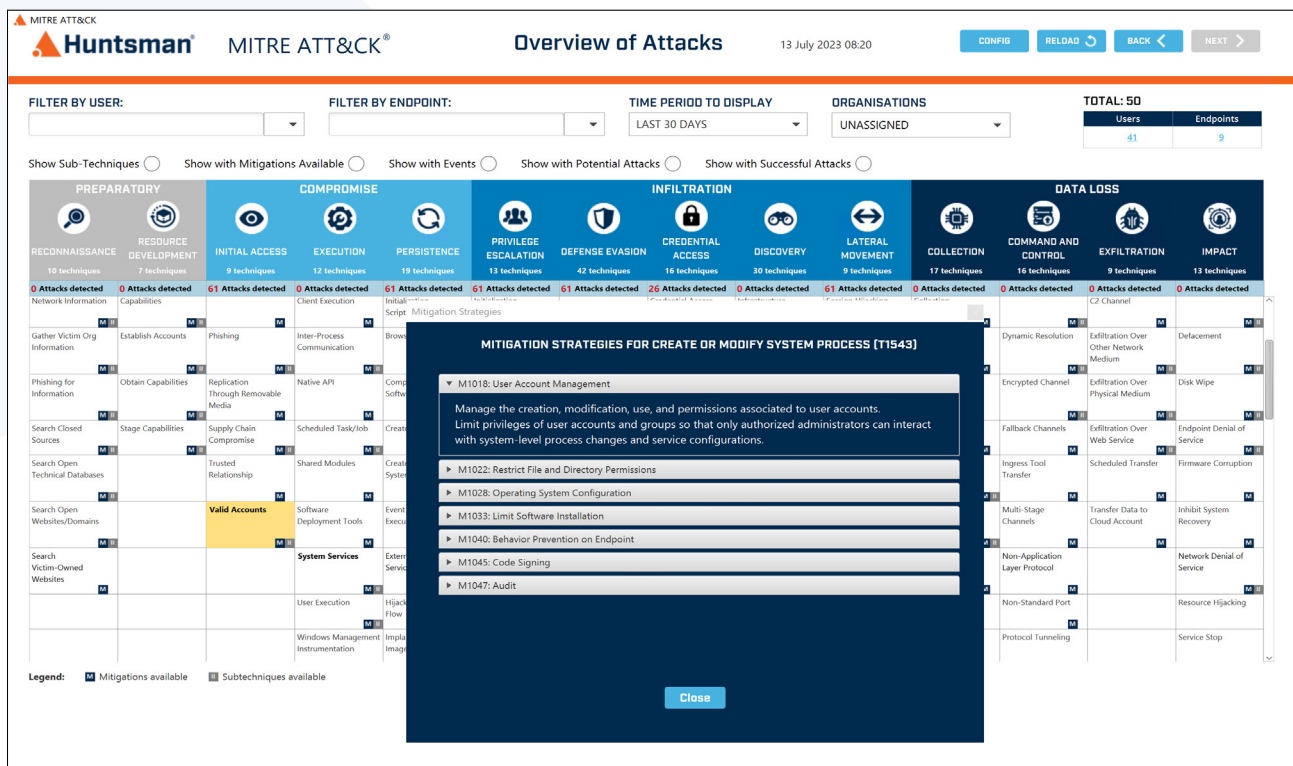 MITRE ATT&CK
Huntsman®
MITRE ATT&CK®
Overview of Attacks
13 July 2023 08:20
CONFIG
RELOAD
BACK
NEXT
FILTER BY USER:
FILTER BY ENDPOINT:
TIME PERIOD TO DISPLAY
LAST 30 DAYS
ORGANISATIONS
UNASSIGNED
TOTAL: 50
Users Endpoints
41 9
Show Sub-Techniques
Show with Mitigations Available
Show with Events
Show with Potential Attacks
Show with Successful Attacks
PREPARATORY
COMPROMISE
INFILTRATION
DATA LOSS
RECONNAISSANCE
10 techniques
RESOURCE
DEVELOPMENT
7 techniques
INITIAL ACCESS
9 techniques
EXECUTION
12 techniques
PERSISTENCE
19 techniques
PRIVILEGE
ESCALATION
13 techniques
DEFENSE EVASION
42 techniques
CREDENTIAL
ACCESS
16 techniques
DISCOVERY
30 techniques
LATERAL
MOVEMENT
9 techniques
COLLECTION
17 techniques
COMMAND AND
CONTROL
16 techniques
EXFILTRATION
9 techniques
IMPACT
13 techniques
0 Attacks detected
0 Attacks detected
61 Attacks detected
0 Attacks detected
61 Attacks detected
61 Attacks detected
61 Attacks detected
26 Attacks detected
0 Attacks detected
61 Attacks detected
0 Attacks detected
0 Attacks detected
0 Attacks detected
0 Attacks detected
Network Information
Capabilities
Client Execution
Script
C2 Channel
Gather Victim Org
Information
Establish Accounts
Phishing
Inter-Process
Communication
Brows
Dynamic Resolution
Exfiltration Over
Other Network
Medium
Defacement
Phishing for
Information
Obtain Capabilities
Replication
Through Removable
Media
Native API
Comp
Softw
Encrypted Channel
Exfiltration Over
Physical Medium
Disk Wipe
Search Closed
Sources
Stage Capabilities
Supply Chain
Compromise
Scheduled Task/Job
Create
Fallback Channels
Exfiltration Over
Web Service
Endpoint Denial of
Service
Search Open
Technical Databases
Trusted
Relationship
Shared Modules
Create
System
Ingress Tool
Transfer
Scheduled Transfer
Firmware Corruption
Search Open
Websites/Domains
Valid Accounts
Software
Deployment Tools
Event
Execu
Multi-Stage
Channels
Transfer Data to
Cloud Account
Inhibit System
Recovery
Search
Victim-Owned
Websites
System Services
Extern
Servic
Non-Application
Layer Protocol
Network Denial of
Service
User Execution
Hijack
Flow
Non-Standard Port
Resource Hijacking
Windows Management
Instrumentation
Impla
Image
Protocol Tunneling
Service Stop
Mitigation Strategies
MITIGATION STRATEGIES FOR CREATE OR MODIFY SYSTEM PROCESS (T1543)
M1018: User Account Management
Manage the creation, modification, use, and permissions associated to user accounts.
Limit privileges of user accounts and groups so that only authorized administrators can interact
with system-level process changes and service configurations.
M1022: Restrict File and Directory Permissions
M1028: Operating System Configuration
M1033: Limit Software Installation
M1040: Behavior Prevention on Endpoint
M1045: Code Signing
M1047: Audit
Close
Legend: M Mitigations available
Subtechniques available